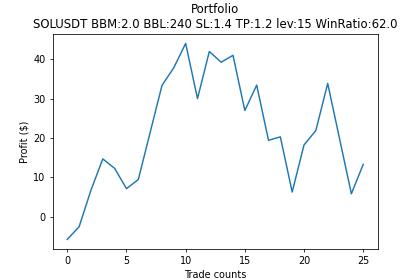 Portfolio
SOLUSDT BBM:2.0 BBL:240 SL:1.4 TP:1.2 lev:15 WinRatio:62.0
Profit ($)
40
30
20
10
0
0 5 10 15 20 25
Trade counts